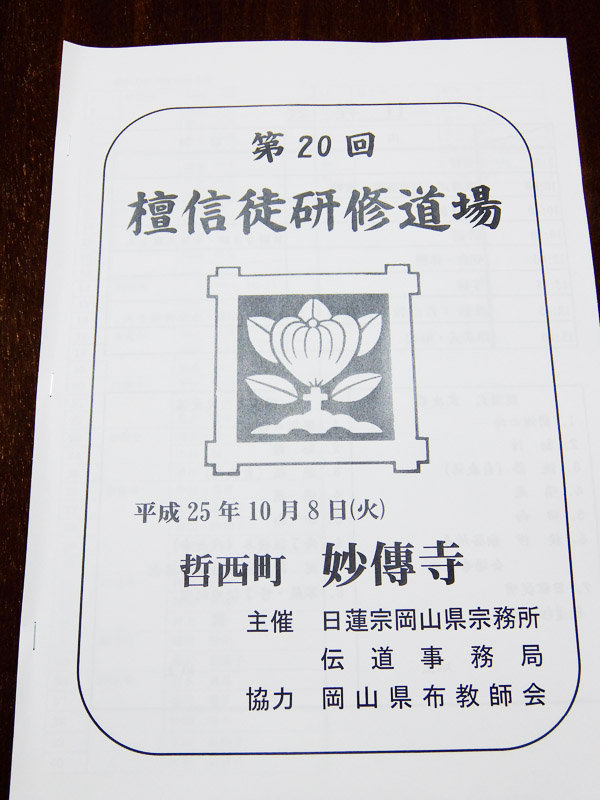 第20回
檀信徒研修道場
平成25年10月8日(火)
哲西町 妙傳寺
主催 日蓮宗岡山県宗務所
伝道事務局
協力 岡山県布教師会